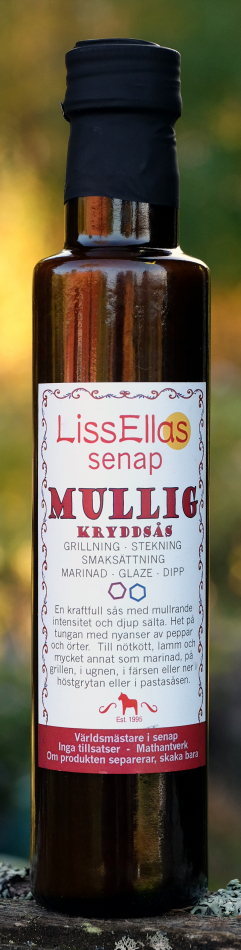 LissEllas
senap
MULLIG
KRYDDSÅS
GRILLNING - STEKNING
SMAKSÄTTNING
MARINAD - GLAZE - DIPP
En kraftfull sås med mullrande
intensitet och djup sälta. Het på
tungan med nyanser av peppar
och örter. Till nötkött, lamm och
mycket annat som marinad, på
grillen, i ugnen, i färsen eller ner i
höstgrytan eller i pastasåsen.
Est. 1995
Världsmästare i senap
Inga tillsatser - Mathantverk
Om produkten separerar, skaka bara